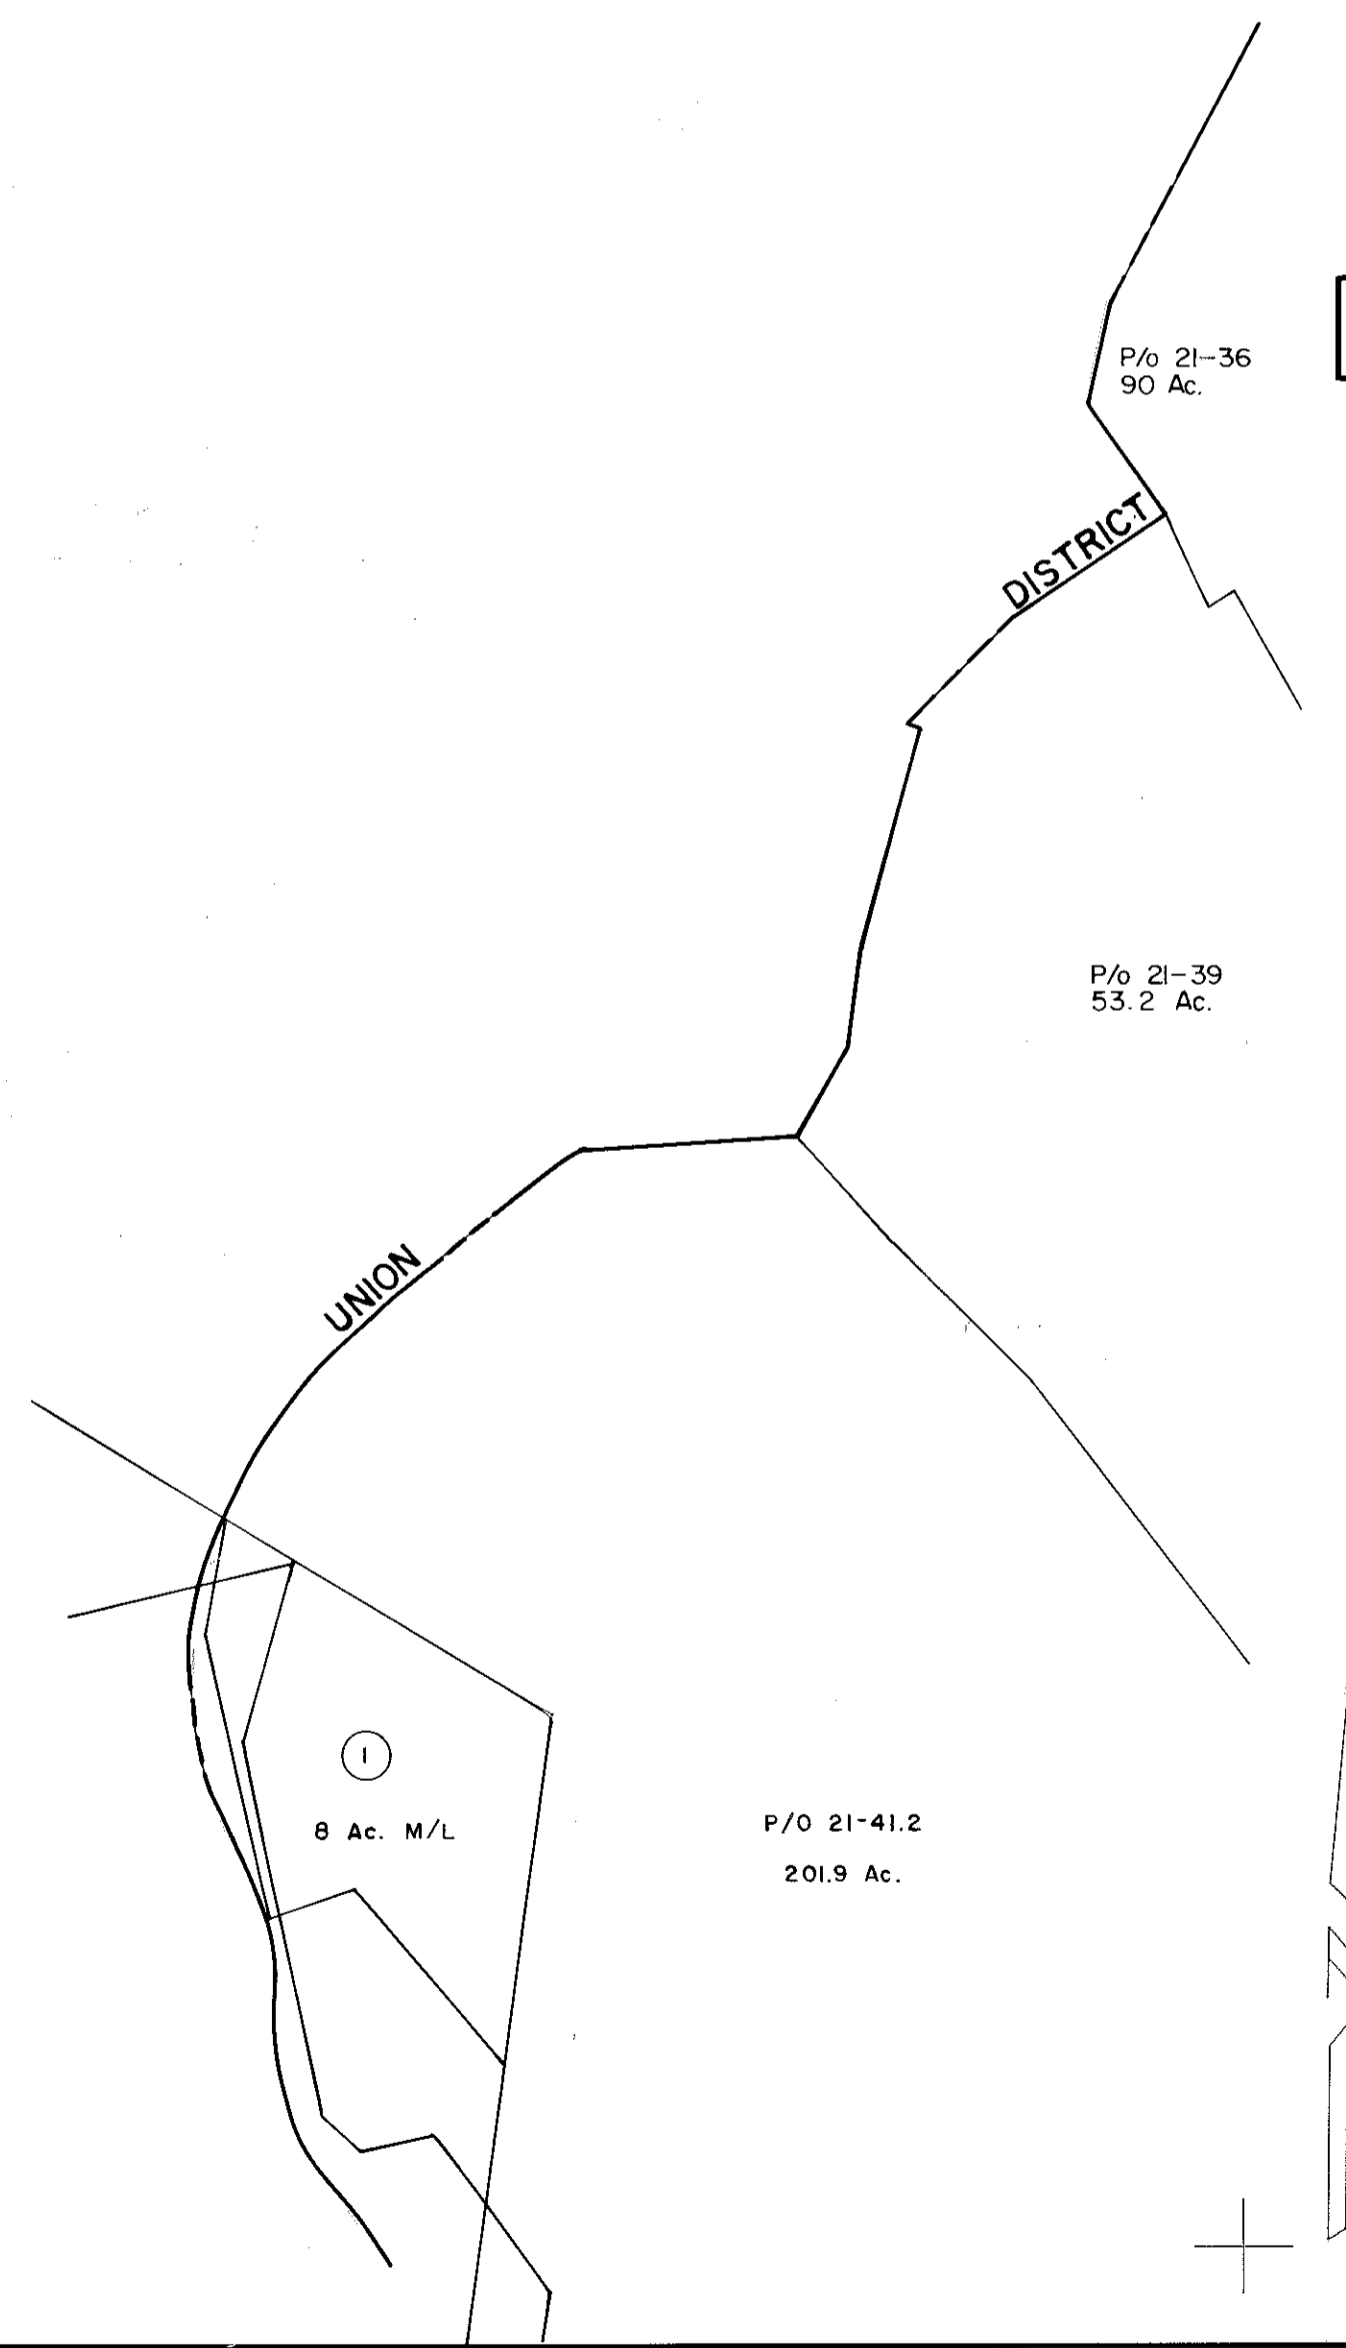 P/o 21-36
90 Ac.
DISTRICT
P/o 21-39
53.2 Ac.
UNION
1
8 Ac. M/L
P/O 21-41.2
201.9 Ac.